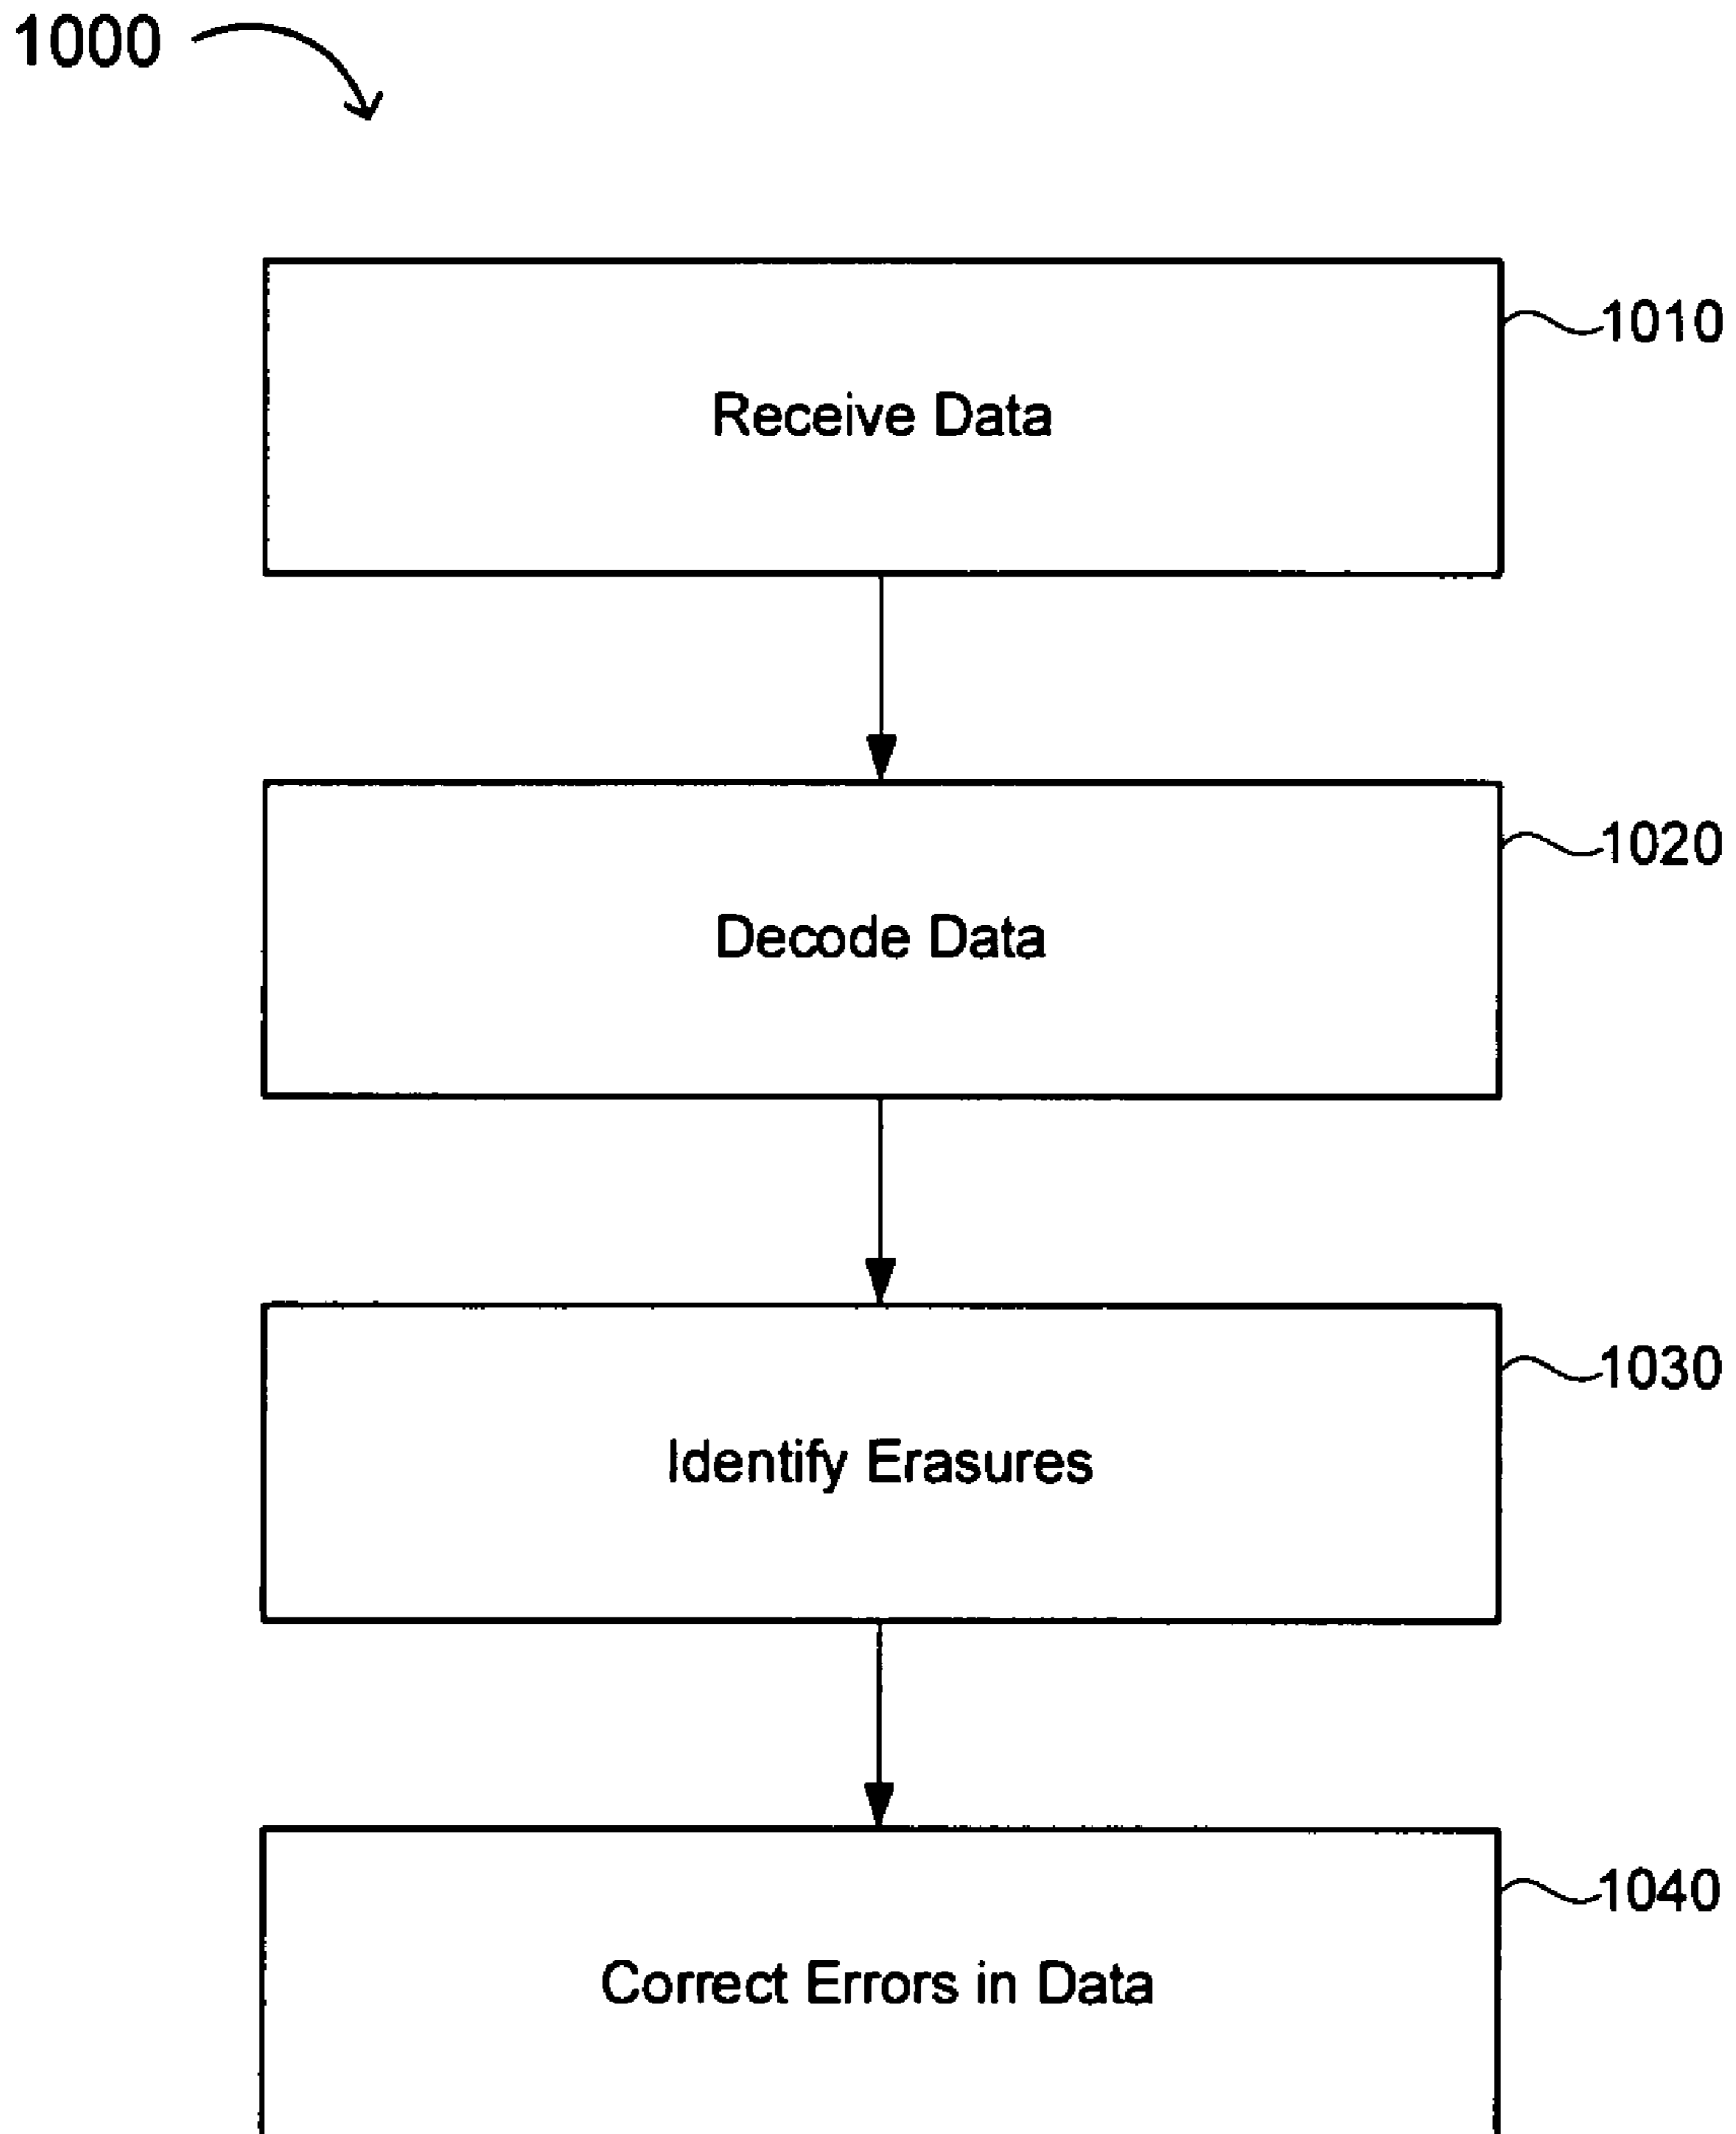 1000
1010
Receive Data
1020
Decode Data
1030
Identify Erasures
1040
Correct Errors in Data